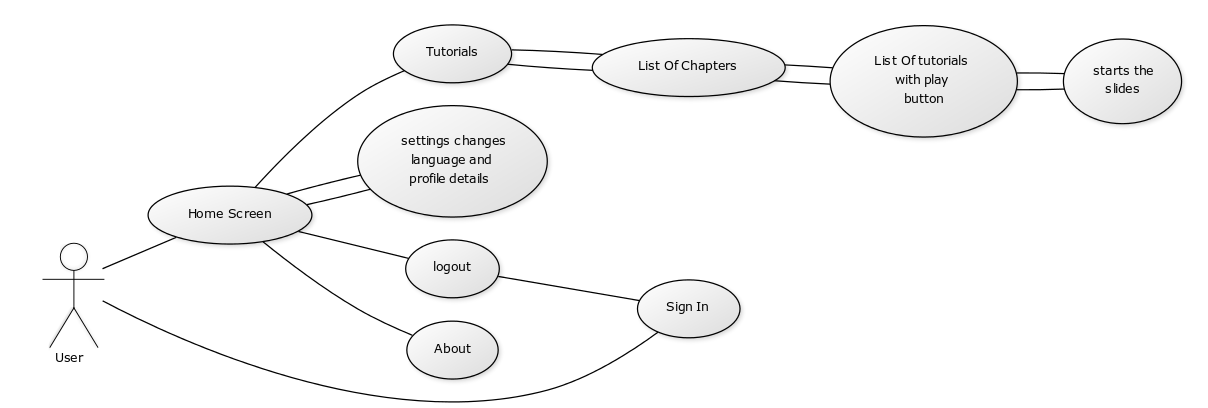 Tutorials
List Of Chapters
List Of tutorials
with play
button
starts the
slides
settings changes
language and
profile details
Home Screen
logout
Sign In
About
User